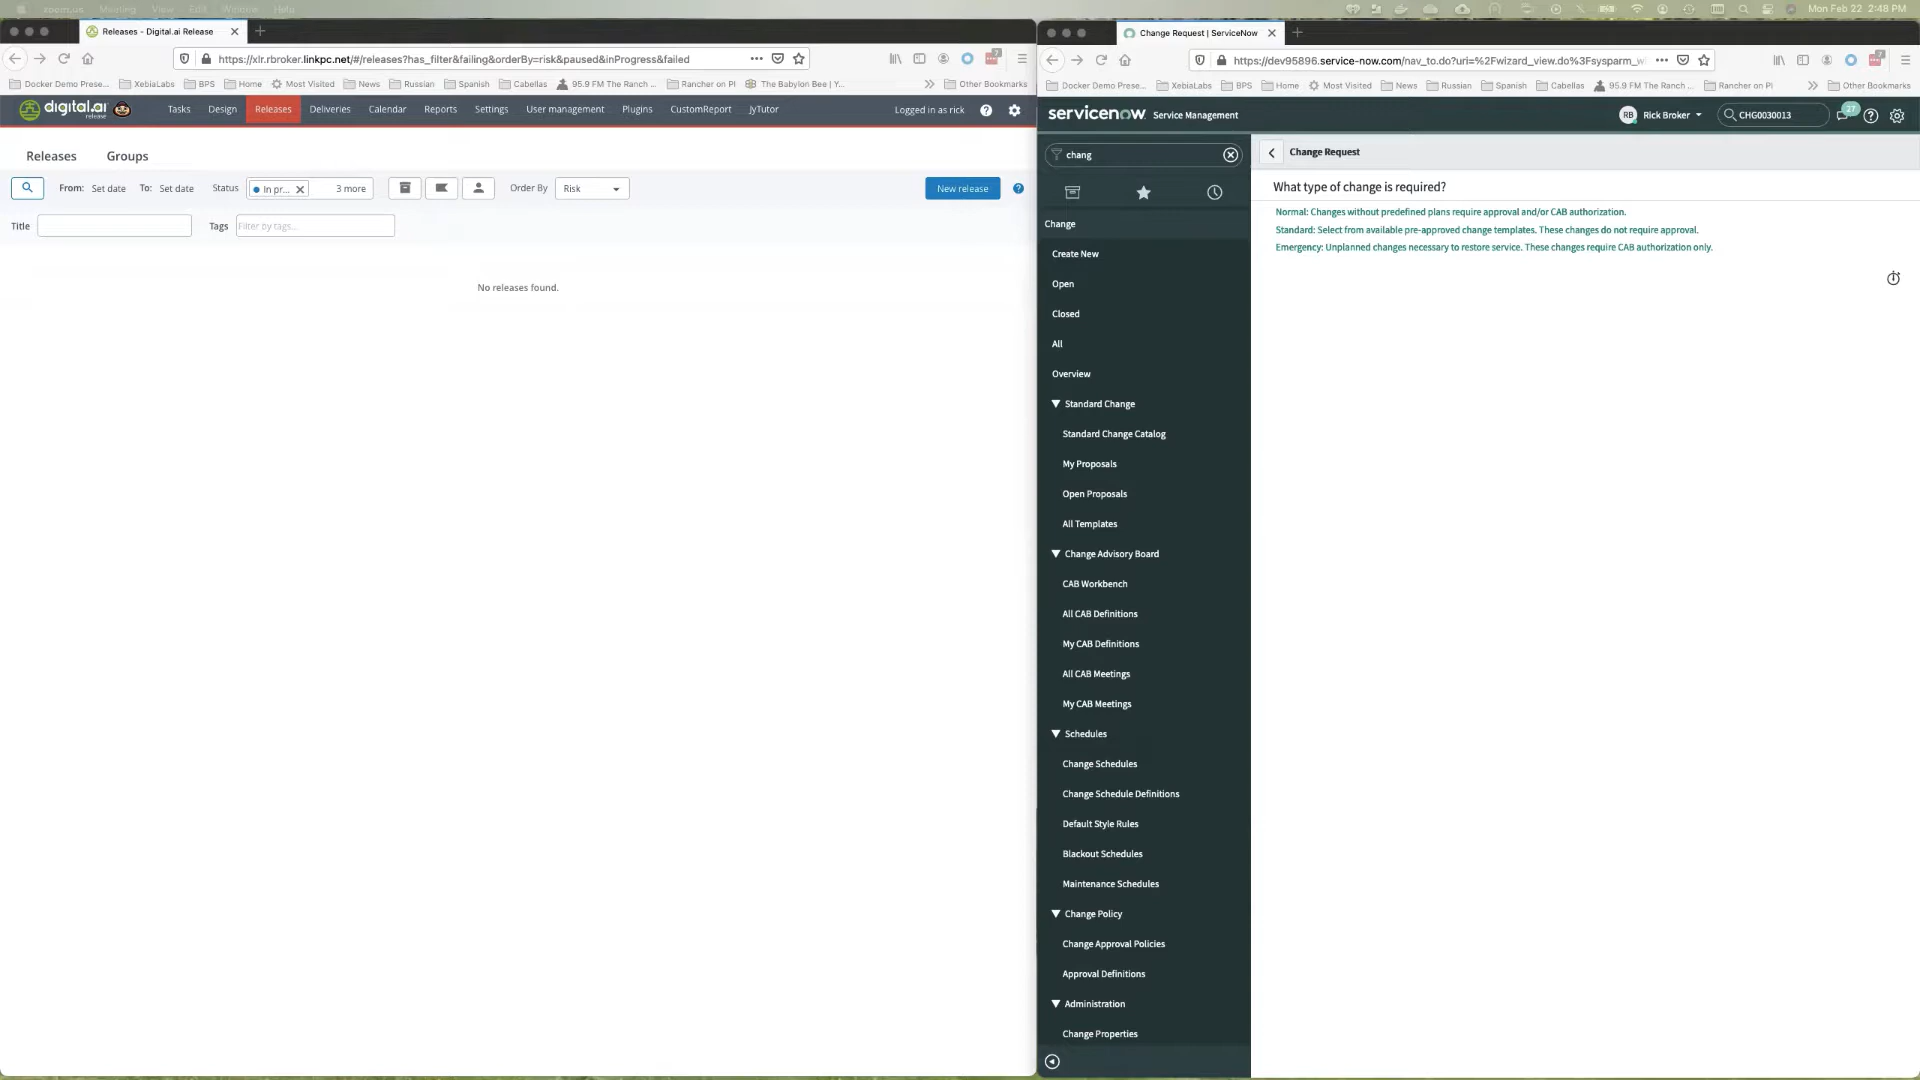 zoom.us Meeting View Edit Window Help
Mon Feb 22 2:48 PM
Releases - Digital.ai Release
https://xlr.rbroker.linkpc.net/#/releases?has_filter&failing&orderBy=risk&paused&inProgress&failed
7
Docker Demo Prese... XebiaLabs BPS Home Most Visited News Russian Spanish Cabellas 95.9 FM The Ranch ... Rancher on PI The Babylon Bee | Y... Other Bookmarks
digital.ai release Tasks Design Releases Deliveries Calendar Reports Settings User management Plugins CustomReport JyTutor Logged in as rick
Releases Groups
From: Set date To: Set date Status In pr... 3 more Order By Risk New release
Title Tags Filter by tags...
No releases found.
Change Request | ServiceNow
https://dev95896.service-now.com/nav_to.do?uri=%2Fwizard_view.do%3Fsysparm_w
7
Docker Demo Prese... XebiaLabs BPS Home Most Visited News Russian Spanish Cabellas 95.9 FM The Ranch ... Rancher on PI Other Bookmarks
servicenow Service Management RB Rick Broker CHG0030013 27
chang
Change
Create New
Open
Closed
All
Overview
Standard Change
Standard Change Catalog
My Proposals
Open Proposals
All Templates
Change Advisory Board
CAB Workbench
All CAB Definitions
My CAB Definitions
All CAB Meetings
My CAB Meetings
Schedules
Change Schedules
Change Schedule Definitions
Default Style Rules
Blackout Schedules
Maintenance Schedules
Change Policy
Change Approval Policies
Approval Definitions
Administration
Change Properties
Change Request
What type of change is required?
Normal: Changes without predefined plans require approval and/or CAB authorization.
Standard: Select from available pre-approved change templates. These changes do not require approval.
Emergency: Unplanned changes necessary to restore service. These changes require CAB authorization only.